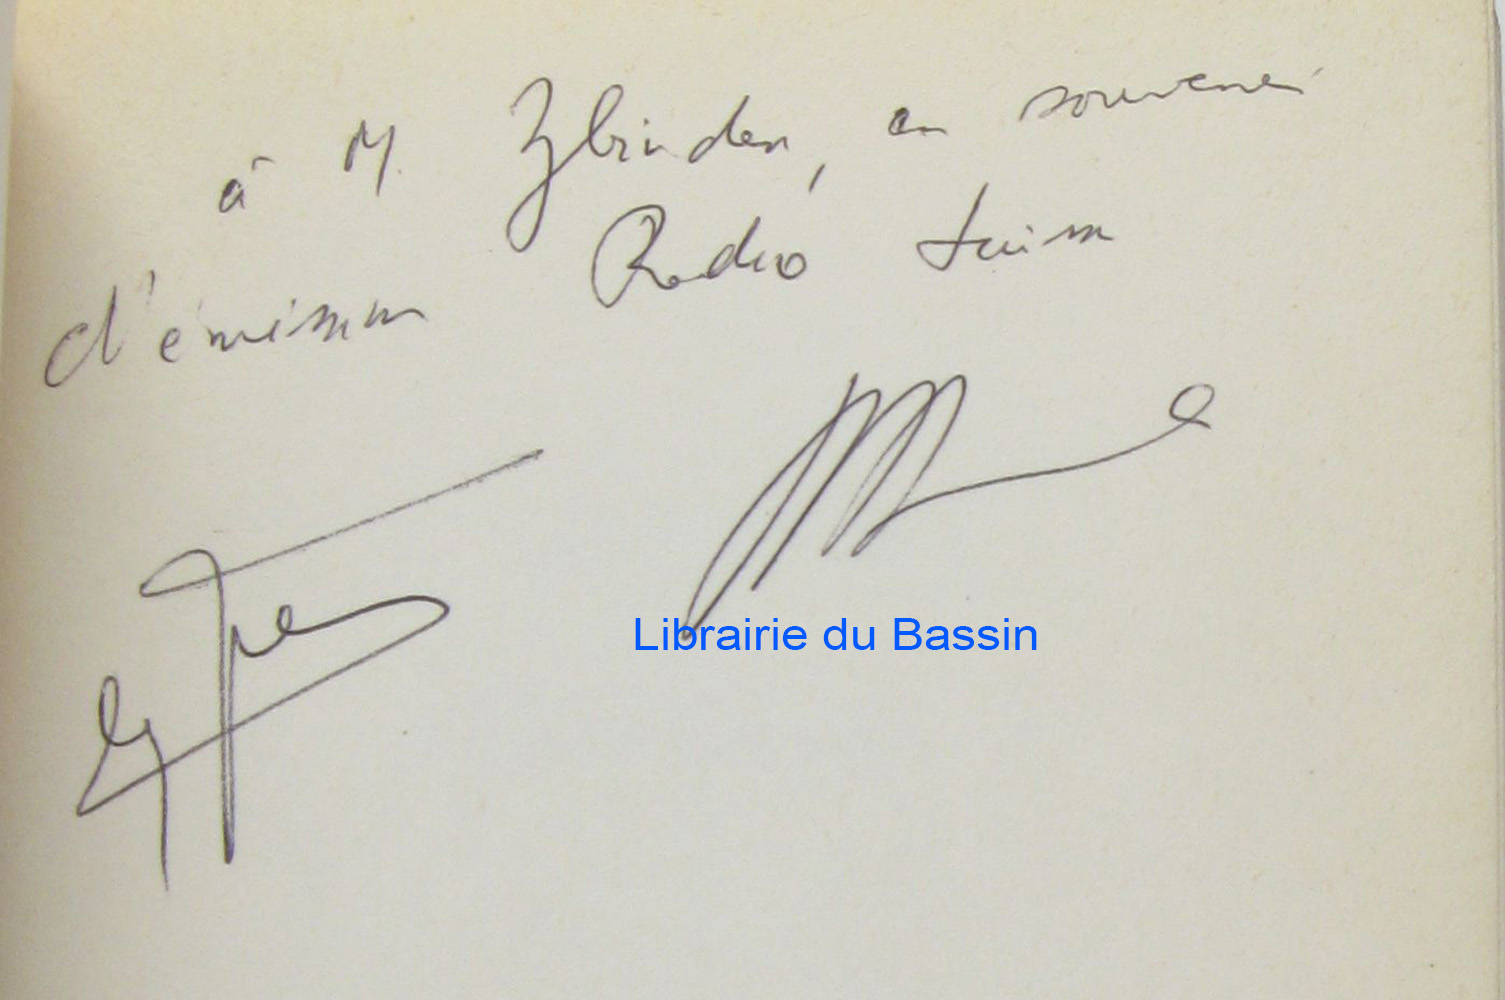 à M. Zbinden, en souvenir
d'émission Radio Suisse
Librairie du Bassin